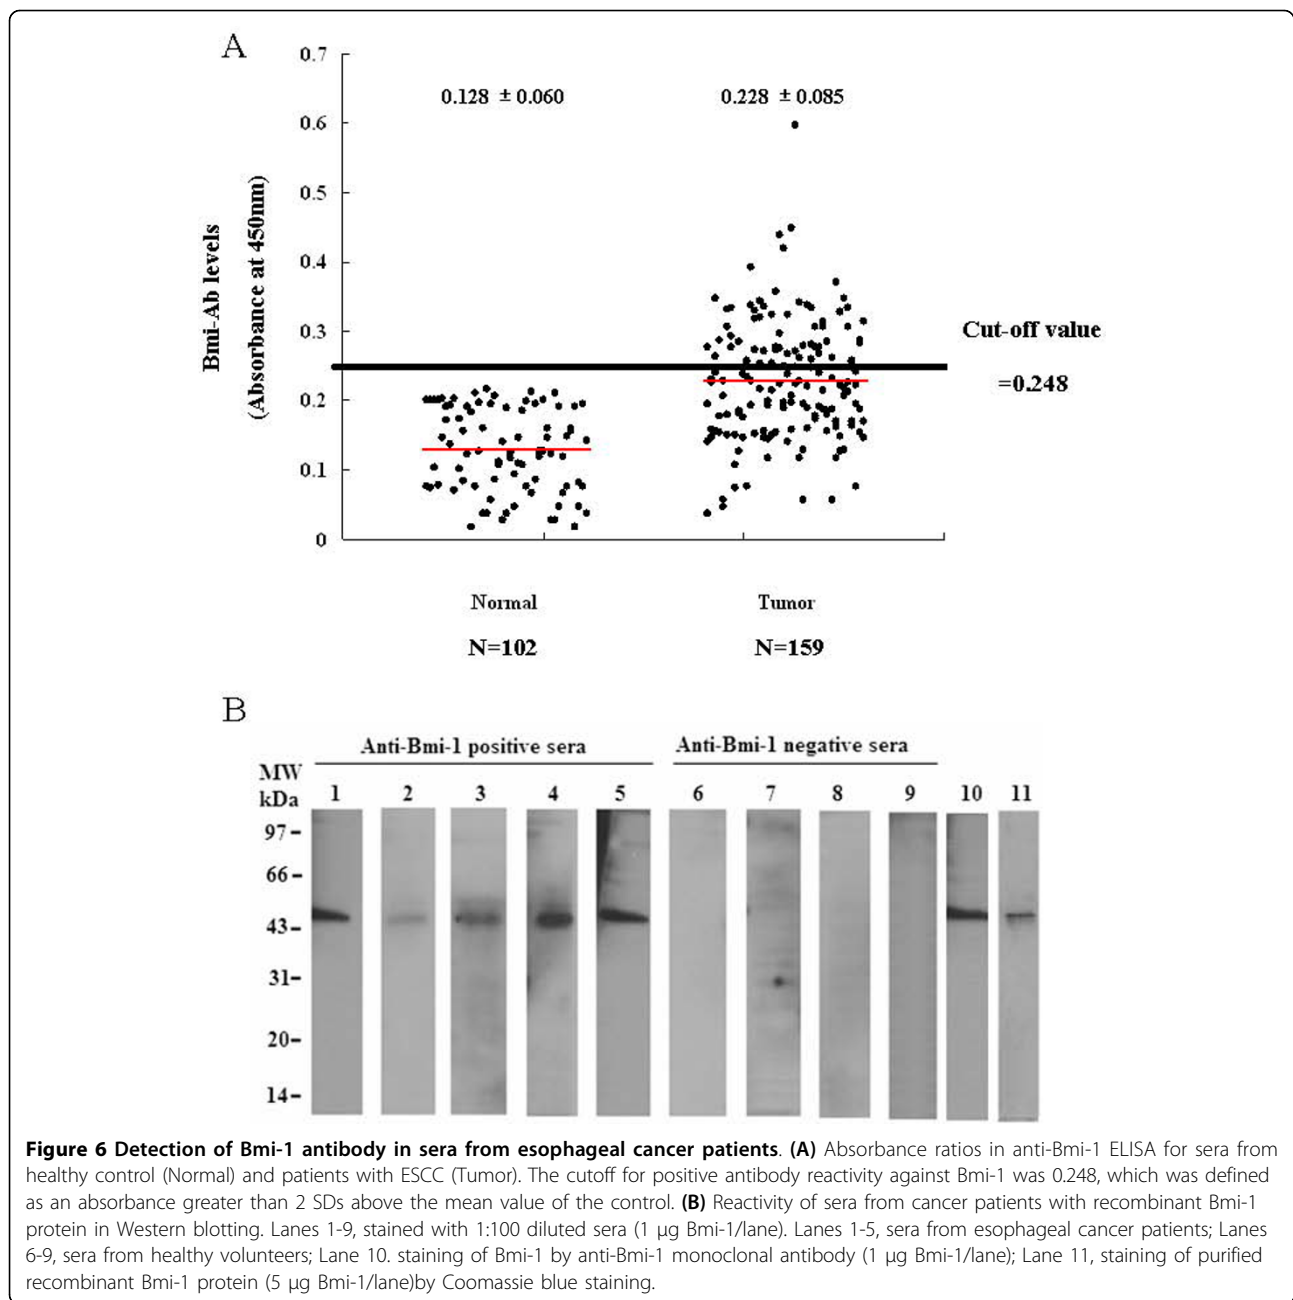 A
0.7
0.128 ± 0.060
0.228 ± 0.085
0.6
0.5
0.4
0.3
0.2
0.1
0
Bmi-Ab levels
(Absorbance at 450nm)
Cut-off value
=0.248
Normal
Tumor
N=102
N=159
B
Anti-Bmi-1 positive sera
Anti-Bmi-1 negative sera
MW
kDa
1 2 3 4 5 6 7 8 9 10 11
97-
66-
43-
31-
20-
14-
Figure 6 Detection of Bmi-1 antibody in sera from esophageal cancer patients. (A) Absorbance ratios in anti-Bmi-1 ELISA for sera from
healthy control (Normal) and patients with ESCC (Tumor). The cutoff for positive antibody reactivity against Bmi-1 was 0.248, which was defined
as an absorbance greater than 2 SDs above the mean value of the control. (B) Reactivity of sera from cancer patients with recombinant Bmi-1
protein in Western blotting. Lanes 1-9, stained with 1:100 diluted sera (1 μg Bmi-1/lane). Lanes 1-5, sera from esophageal cancer patients; Lanes
6-9, sera from healthy volunteers; Lane 10. staining of Bmi-1 by anti-Bmi-1 monoclonal antibody (1 μg Bmi-1/lane); Lane 11, staining of purified
recombinant Bmi-1 protein (5 μg Bmi-1/lane)by Coomassie blue staining.